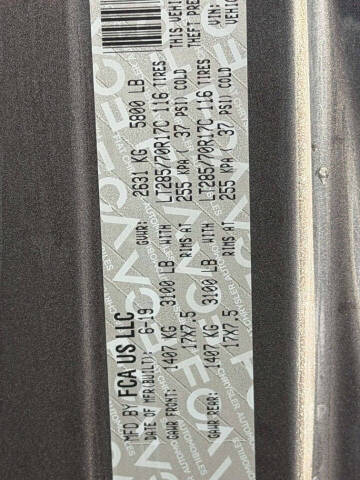 MFD BY FCA US LLC
DATE OF MFR(BUILT): 6-19 GVWR: 2631 KG 5800 LB
GAWR FRONT: WITH TIRES
1407 KG 3100 LB LT285/70R17C 116
17X7.5 RIMS AT 255 KPA ( 37 PSI) COLD
GAWR REAR: WITH TIRES
1407 KG 3100 LB LT285/70R17C 116
17X7.5 RIMS AT 255 KPA ( 37 PSI) COLD
THIS VEHI
THEFT PRE
VIN:
VEHIC